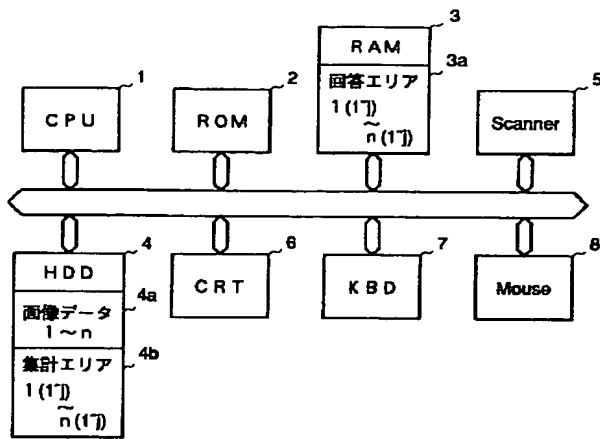 1
CPU
2
ROM
3
RAM
3a
回答エリア
1 (1~j)
~
n (1~j)
5
Scanner
4
HDD
4a
画像データ
1 ~ n
4b
集計エリア
1 (1~j)
~
n (1~j)
6
CRT
7
KBD
8
Mouse